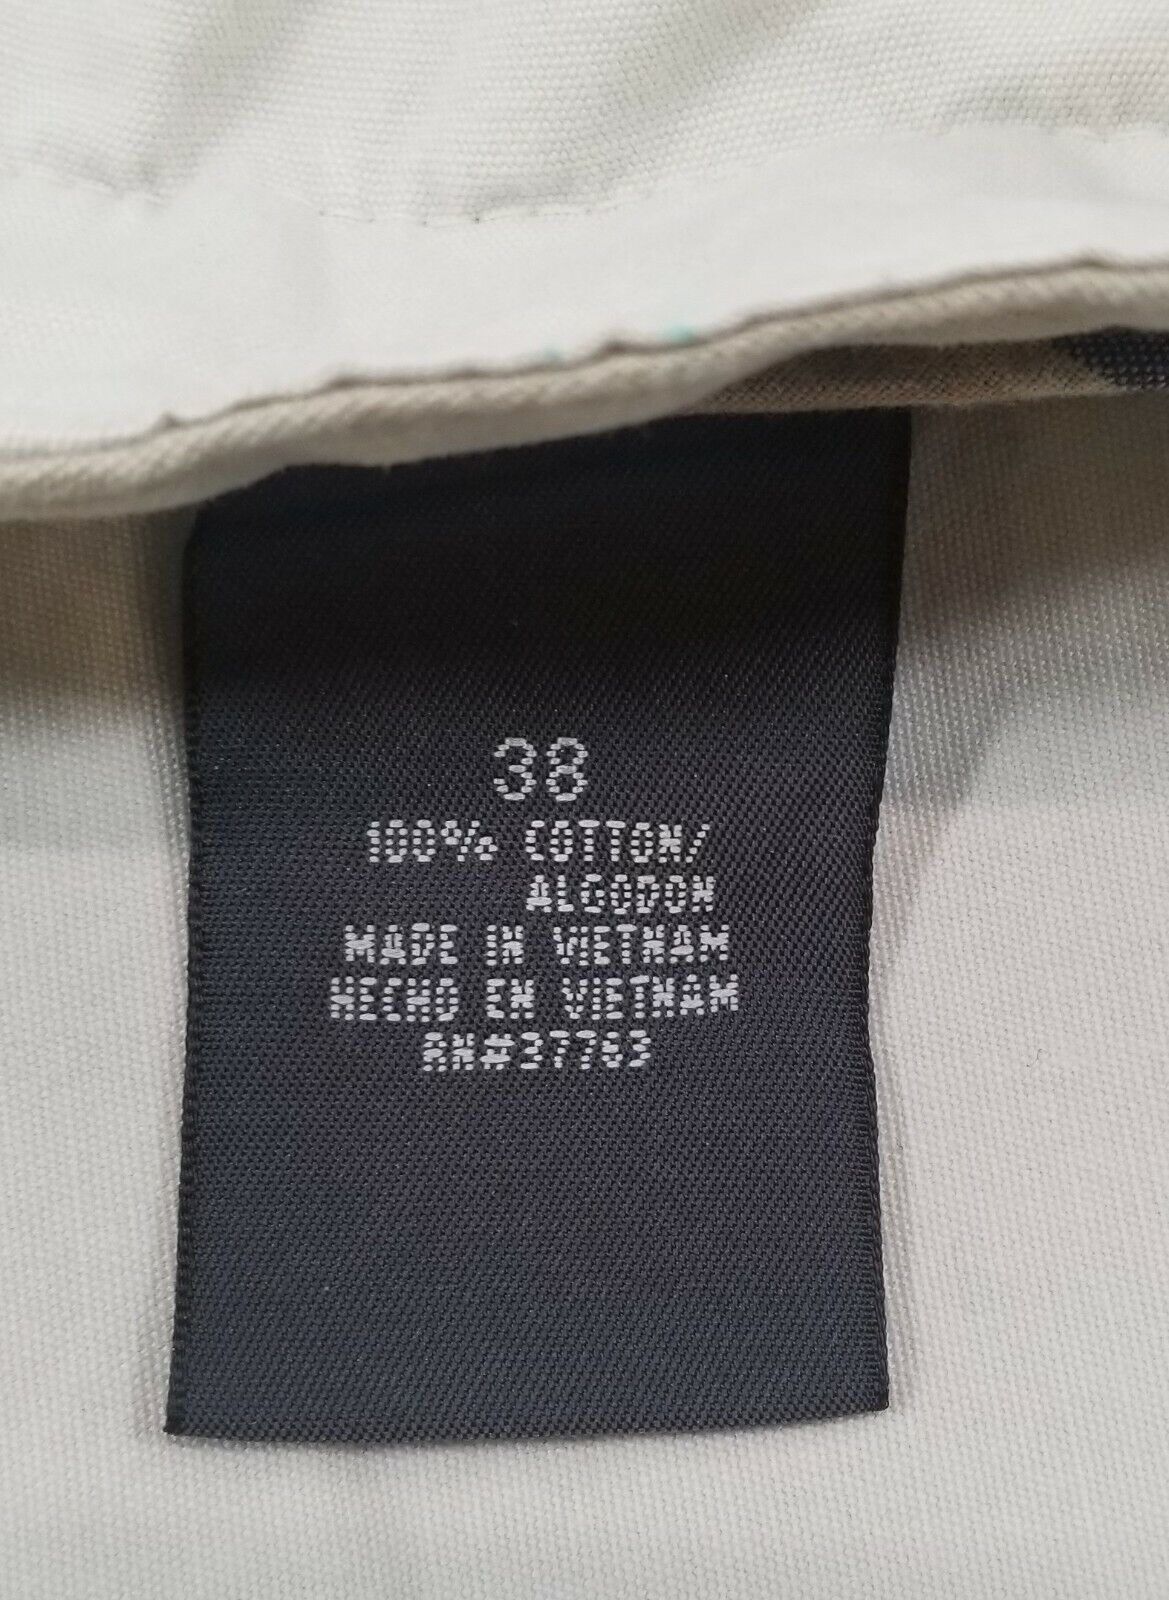 38
100% COTTON/
ALGODON
MADE IN VIETNAM
HECHO EN VIETNAM
RN#37763